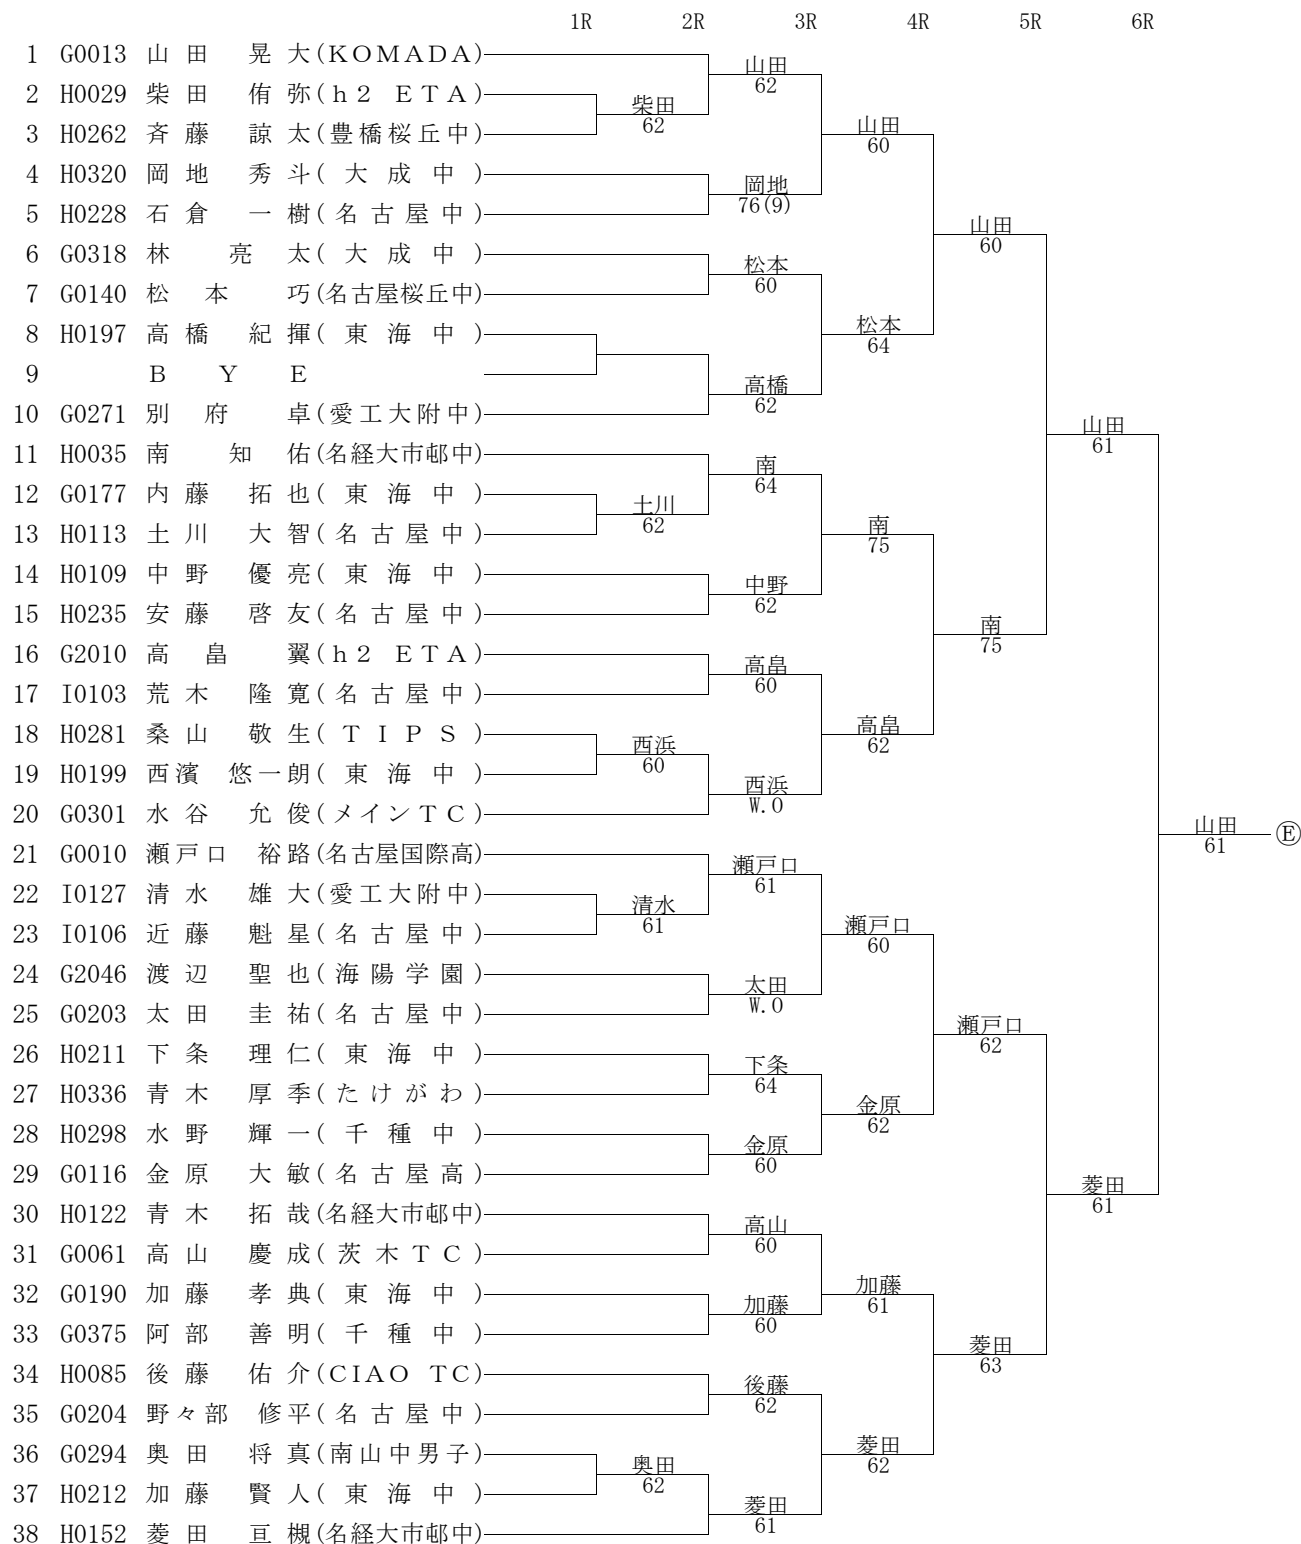 1R 2R 3R 4R 5R 6R
1 G0013 山田 晃大(KOMADA)
山田
62
2 H0029 柴田 侑弥(h2 ETA)
柴田
62
3 H0262 斉藤 諒太(豊橋桜丘中)
山田
60
4 H0320 岡地 秀斗(大成中)
岡地
76(9)
5 H0228 石倉 一樹(名古屋中)
山田
60
6 G0318 林 亮太(大成中)
松本
60
7 G0140 松本 巧(名古屋桜丘中)
8 H0197 高橋 紀揮(東海中)
松本
64
9 BYE
高橋
62
10 G0271 別府 卓(愛工大附中)
山田
61
11 H0035 南 知佑(名経大市邨中)
南
64
12 G0177 内藤 拓也(東海中)
土川
62
13 H0113 土川 大智(名古屋中)
南
75
14 H0109 中野 優亮(東海中)
中野
62
15 H0235 安藤 啓友(名古屋中)
南
75
16 G2010 高畠 翼(h2 ETA)
高畠
60
17 I0103 荒木 隆寛(名古屋中)
18 H0281 桑山 敬生(TIPS)
高畠
62
西浜
60
19 H0199 西濱 悠一朗(東海中)
西浜
W.O
20 G0301 水谷 允俊(メインTC)
山田 Ⓔ
61
21 G0010 瀬戸口 裕路(名古屋国際高)
瀬戸口
61
22 I0127 清水 雄大(愛工大附中)
清水
61
23 I0106 近藤 魁星(名古屋中)
瀬戸口
60
24 G2046 渡辺 聖也(海陽学園)
太田
W.O
25 G0203 太田 圭祐(名古屋中)
瀬戸口
62
26 H0211 下条 理仁(東海中)
下条
64
27 H0336 青木 厚季(たけがわ)
金原
62
28 H0298 水野 輝一(千種中)
金原
60
29 G0116 金原 大敏(名古屋高)
菱田
61
30 H0122 青木 拓哉(名経大市邨中)
高山
60
31 G0061 高山 慶成(茨木TC)
32 G0190 加藤 孝典(東海中)
加藤
61
加藤
60
33 G0375 阿部 善明(千種中)
菱田
63
34 H0085 後藤 佑介(CIAO TC)
後藤
62
35 G0204 野々部 修平(名古屋中)
36 G0294 奥田 将真(南山中男子)
菱田
62
奥田
62
37 H0212 加藤 賢人(東海中)
菱田
61
38 H0152 菱田 亘槻(名経大市邨中)